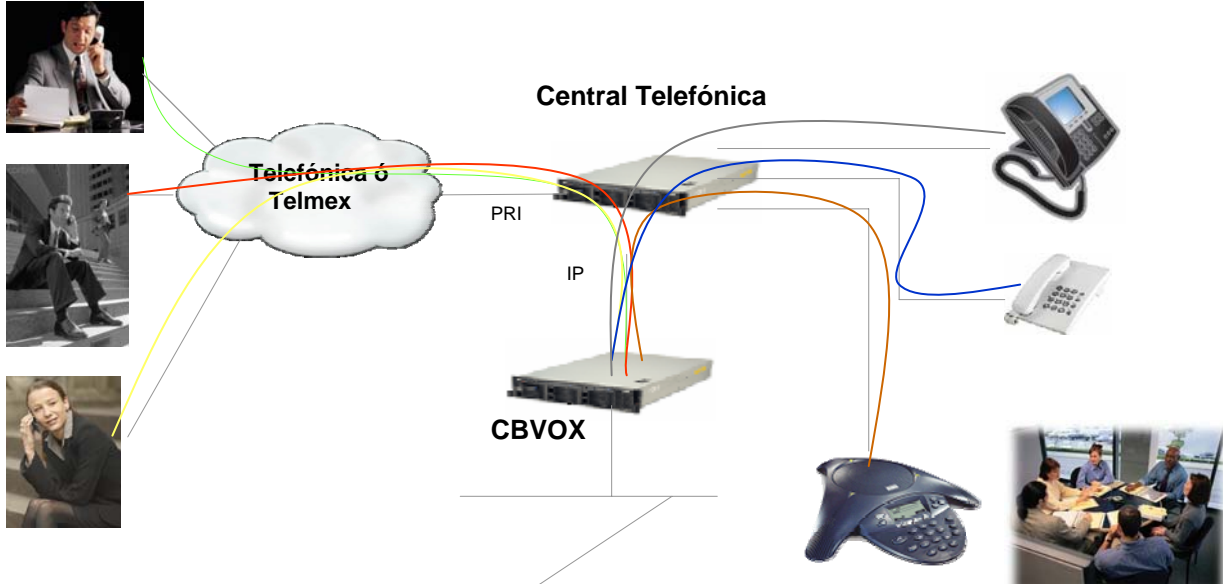 Central Telefónica
Telefónica ó
Telmex
PRI
IP
CBVOX